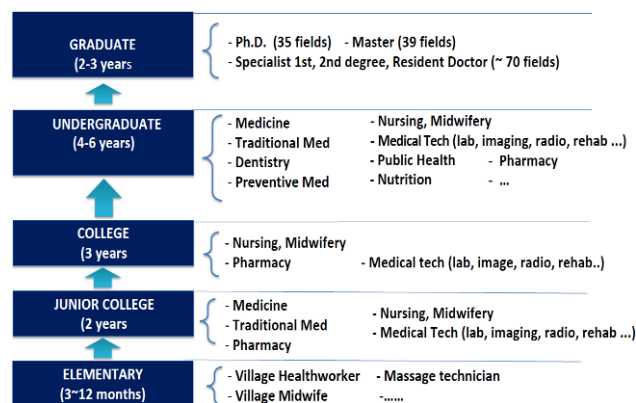 GRADUATE
(2-3 years
- Ph.D. (35 fields) - Master (39 fields)
- Specialist 1st, 2nd degree, Resident Doctor (~ 70 fields)
UNDERGRADUATE
(4-6 years)
- Medicine - Nursing, Midwifery
- Traditional Med - Medical Tech (lab, imaging, radio, rehab ...)
- Dentistry - Public Health - Pharmacy
- Preventive Med - Nutrition - ...
COLLEGE
(3 years
- Nursing, Midwifery
- Pharmacy - Medical tech (lab, image, radio, rehab..)
JUNIOR COLLEGE
(2 years
- Medicine - Nursing, Midwifery
- Traditional Med - Medical Tech (lab, imaging, radio, rehab ...)
- Pharmacy
ELEMENTARY
(3~12 months)
- Village Healthworker - Massage technician
- Village Midwife -......